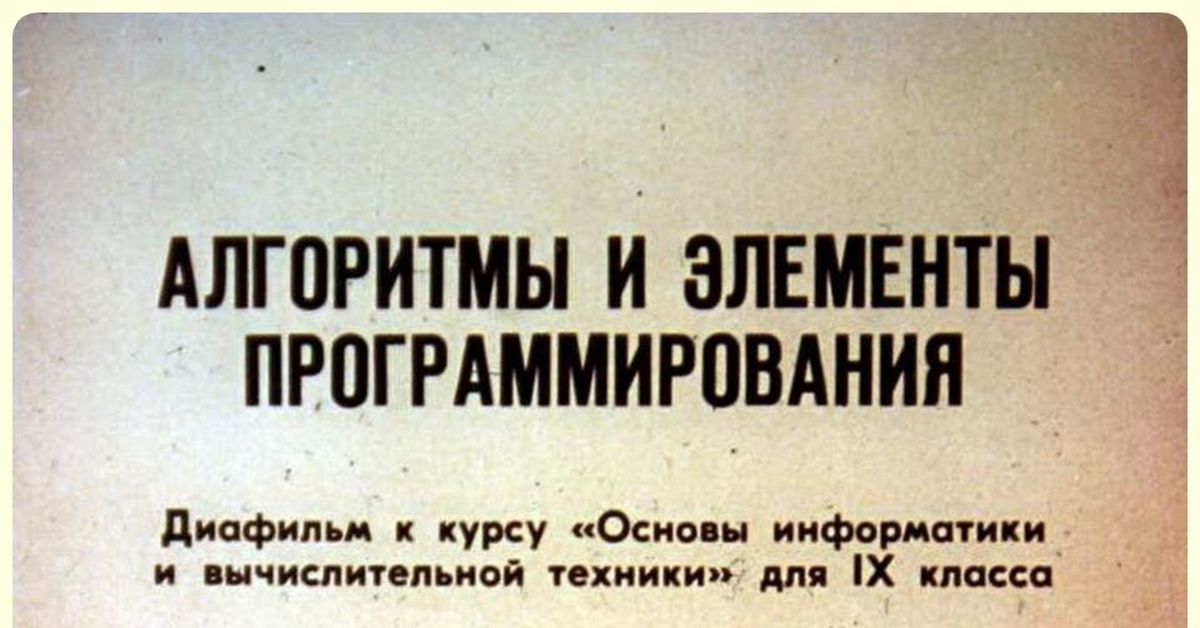 АЛГОРИТМЫ И ЭЛЕМЕНТЫ
ПРОГРАММИРОВАНИЯ
Диафильм к курсу «Основы информатики
и вычислительной техники» для IX класса